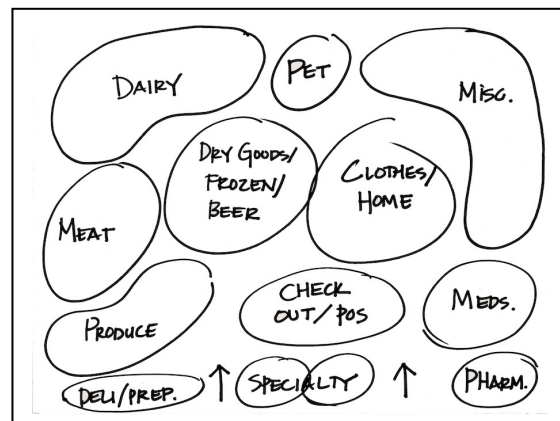 DAIRY
PET
MISC.
DRY GOODS/
FROZEN/
BEER
CLOTHES/
HOME
MEAT
CHECK
OUT/POS
MEDS.
PRODUCE
DELI/PREP.
SPECIALTY
PHARM.